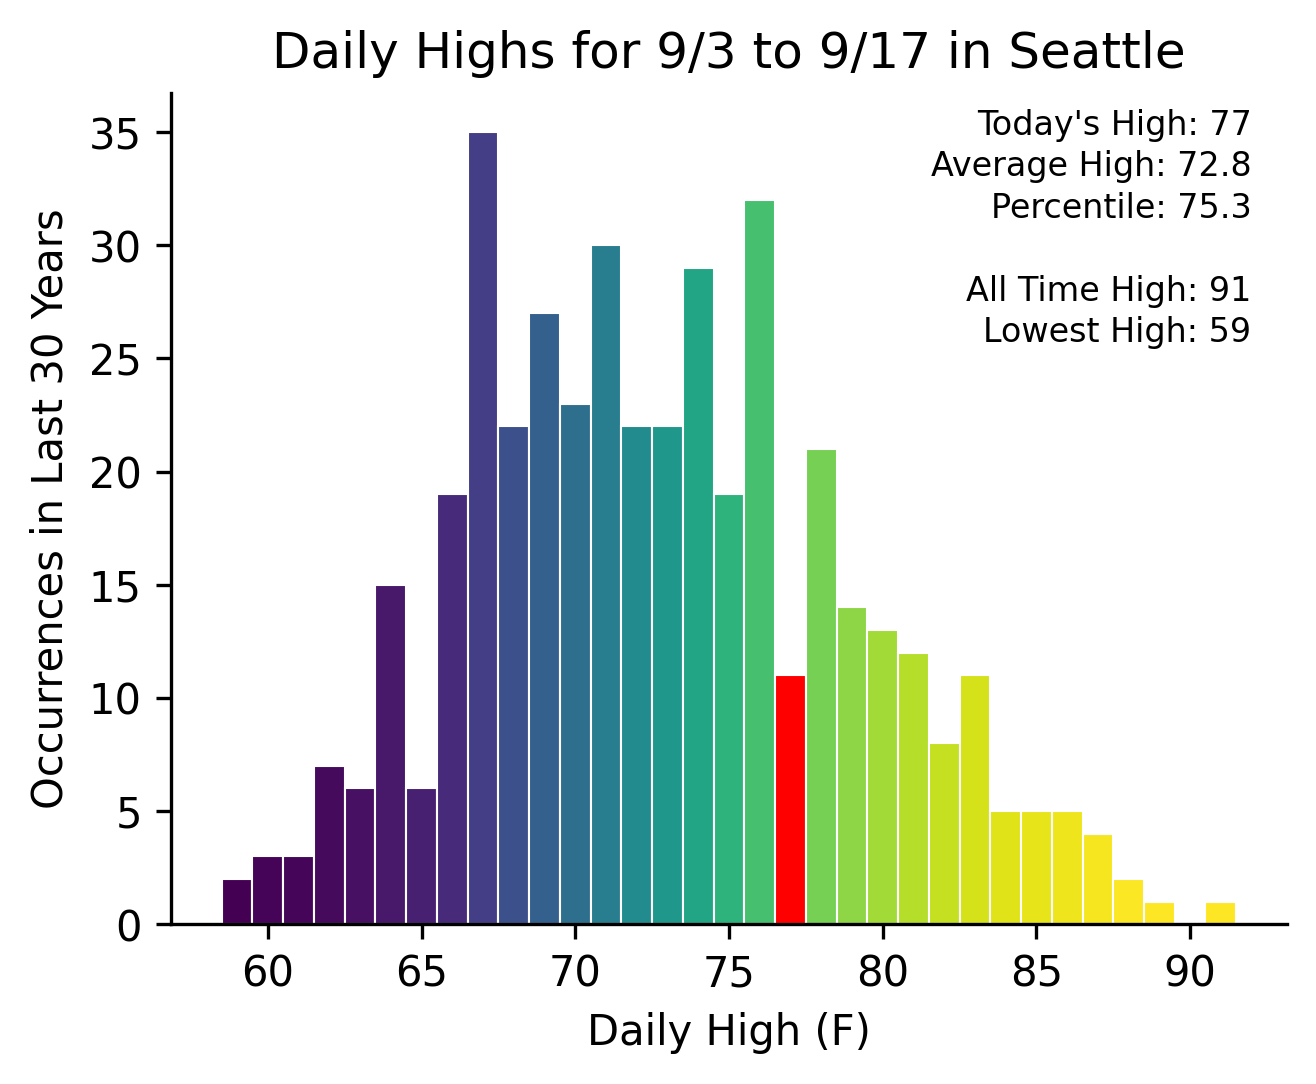 Daily Highs for 9/3 to 9/17 in Seattle
Today's High: 77
Average High: 72.8
Percentile: 75.3
All Time High: 91
Lowest High: 59
Occurrences in Last 30 Years
35
30
25
20
15
10
5
0
60 65 70 75 80 85 90
Daily High (F)